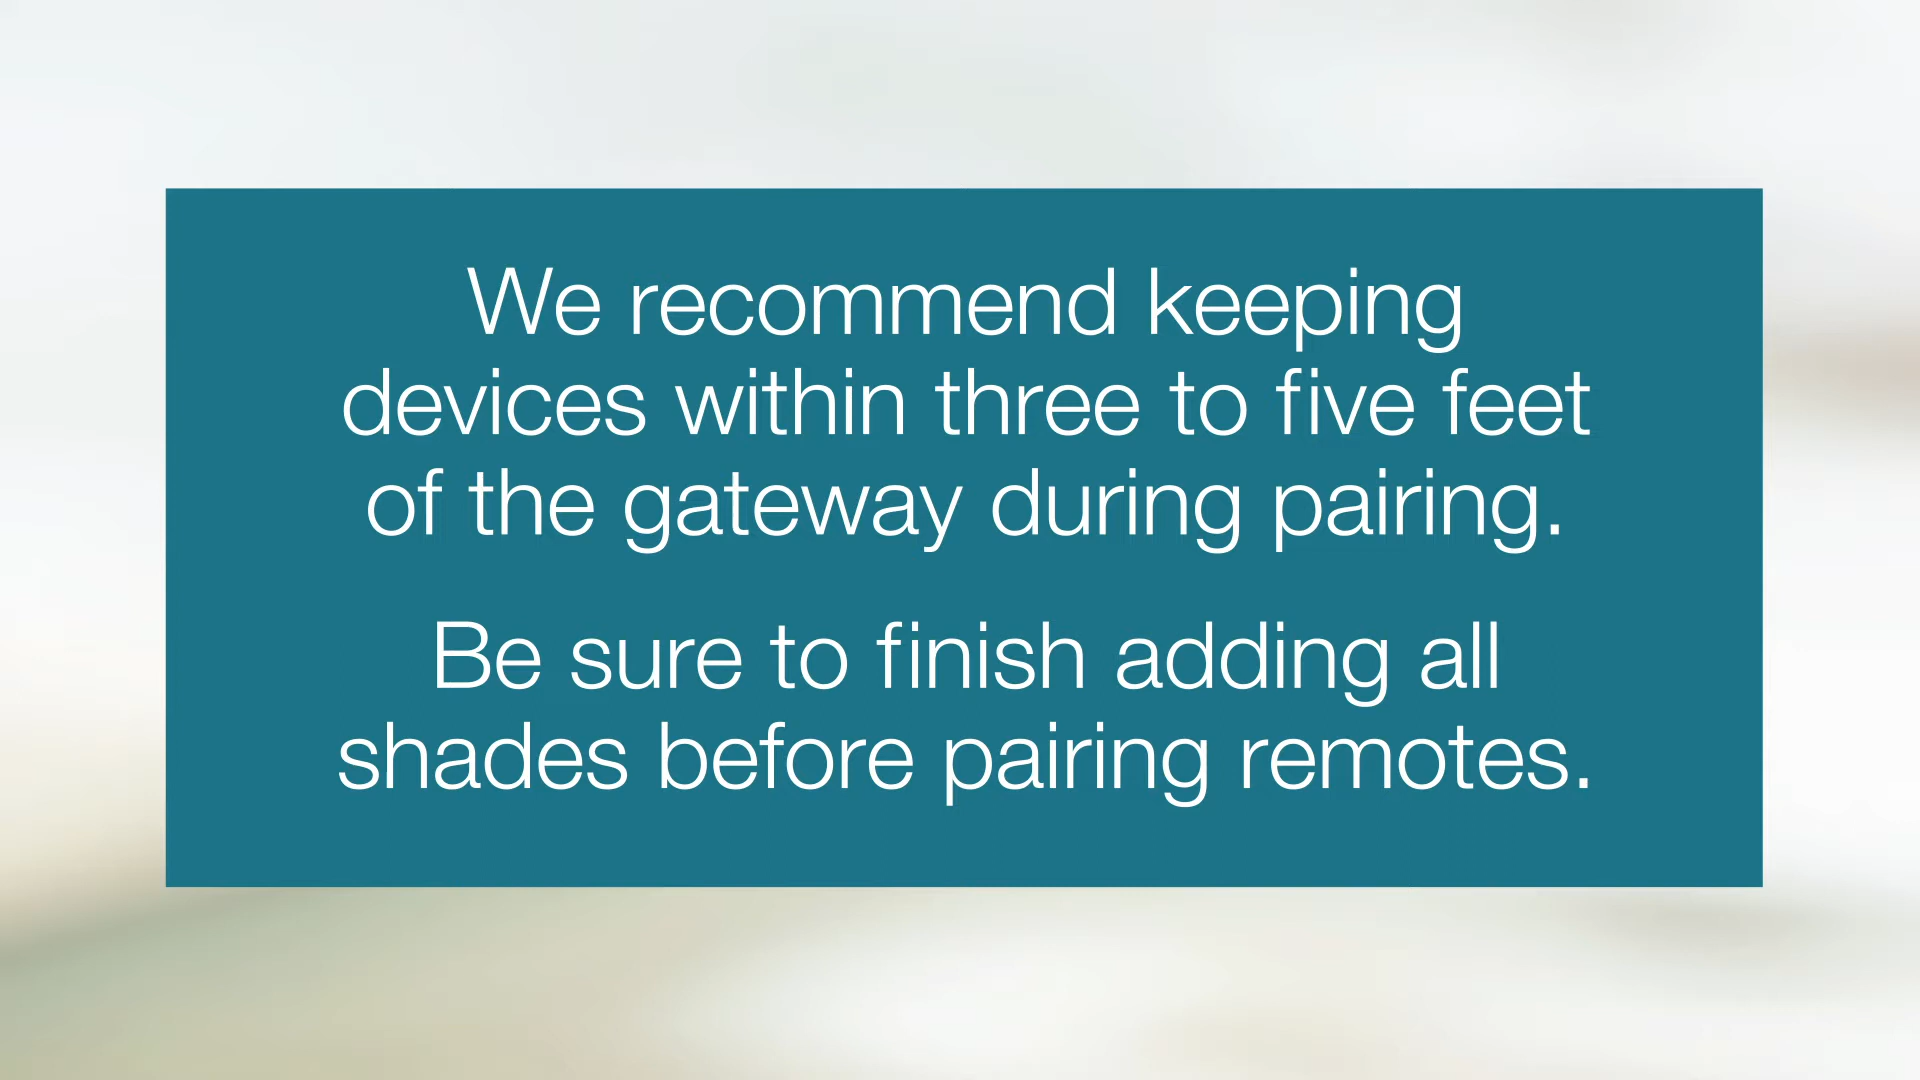 We recommend keeping
devices within three to five feet
of the gateway during pairing.
Be sure to finish adding all
shades before pairing remotes.